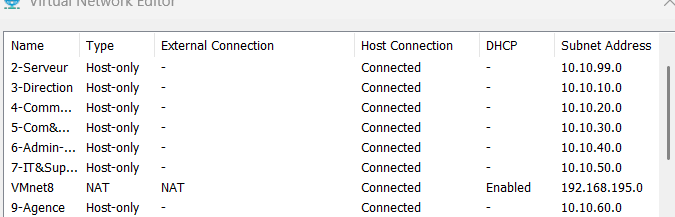 Virtual Network Editor
Name Type External Connection Host Connection DHCP Subnet Address
2-Serveur Host-only - Connected - 10.10.99.0
3-Direction Host-only - Connected - 10.10.10.0
4-Comm... Host-only - Connected - 10.10.20.0
5-Com&... Host-only - Connected - 10.10.30.0
6-Admin-... Host-only - Connected - 10.10.40.0
7-IT&Sup... Host-only - Connected - 10.10.50.0
VMnet8 NAT NAT Connected Enabled 192.168.195.0
9-Agence Host-only - Connected - 10.10.60.0